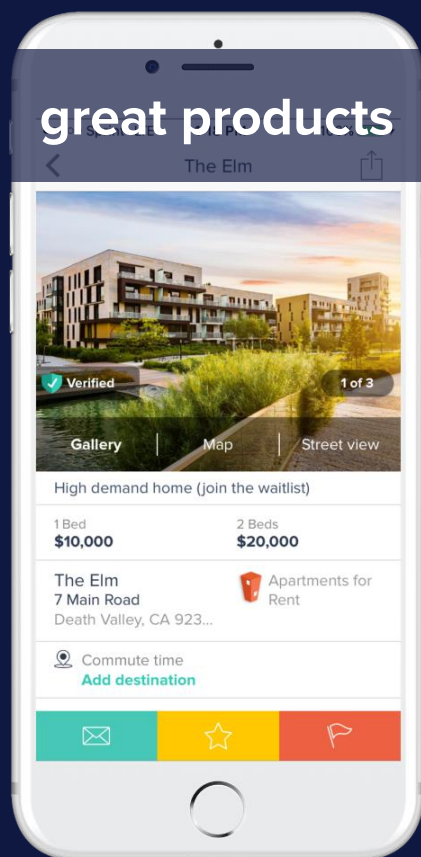 great products
The Elm
Verified
1 of 3
Gallery
Map
Street view
High demand home (join the waitlist)
1 Bed
2 Beds
$10,000
$20,000
The Elm
Apartments for
Rent
7 Main Road
Death Valley, CA 923...
Commute time
Add destination